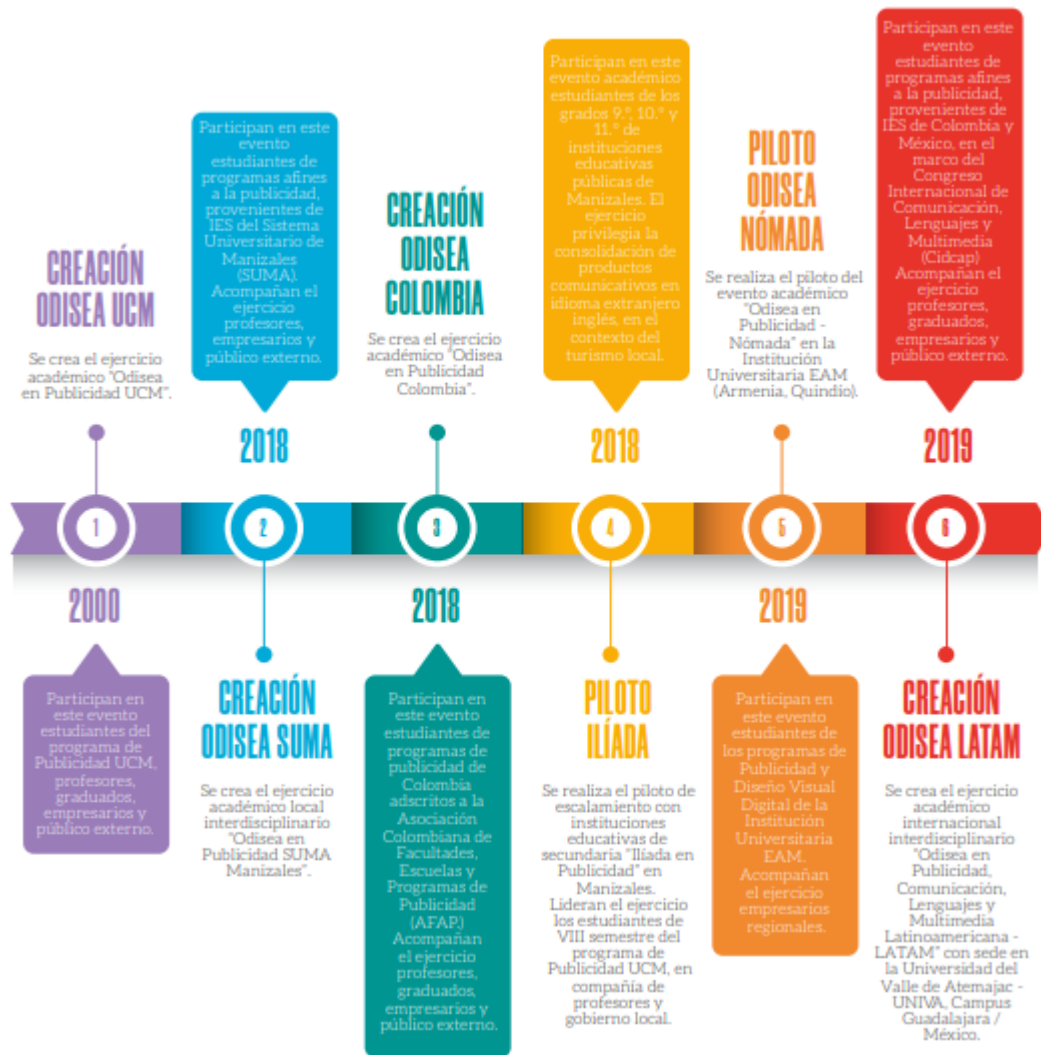 CREACIÓN
ODISEA UCM
Se crea el ejercicio
académico "Odisea
en Publicidad UCM".
1
2000
Participan en
este evento
estudiantes del
programa de
Publicidad UCM,
profesores,
graduados,
empresarios y
público externo.
Participan en este
evento
estudiantes de
programas afines
a la publicidad,
provenientes de
IES del Sistema
Universitario de
Manizales
(SUMA).
Acompañan el
ejercicio
profesores,
empresarios y
público externo.
2018
2
CREACIÓN
ODISEA SUMA
Se crea el ejercicio
académico local
interdisciplinario
"Odisea en
Publicidad SUMA
Manizales".
CREACIÓN
ODISEA
COLOMBIA
Se crea el ejercicio
académico "Odisea
en Publicidad
Colombia".
3
2018
Participan en
este evento
estudiantes de
programas de
publicidad de
Colombia
adscritos a la
Asociación
Colombiana de
Facultades,
Escuelas y
Programas de
Publicidad
(AFAP.)
Acompañan
el ejercicio
profesores,
graduados,
empresarios y
público externo.
Participan en este
evento académico
estudiantes de los
grados 9.°, 10.° y
11.° de
instituciones
educativas
públicas de
Manizales. El
ejercicio
privilegia la
consolidación de
productos
comunicativos en
idioma extranjero
inglés, en el
contexto del
turismo local.
2018
4
PILOTO
ILÍADA
Se realiza el piloto de
escalamiento con
instituciones
educativas de
secundaria "Ilíada en
Publicidad" en
Manizales.
Lideran el ejercicio
los estudiantes de
VIII semestre del
programa de
Publicidad UCM, en
compañía de
profesores y
gobierno local.
PILOTO
ODISEA
NÓMADA
Se realiza el piloto del
evento académico
"Odisea en
Publicidad -
Nómada" en la
Institución
Universitaria EAM
(Armenia, Quindío).
5
2019
Participan en
este evento
estudiantes de
los programas de
Publicidad y
Diseño Visual
Digital de la
Institución
Universitaria
EAM.
Acompañan
el ejercicio
empresarios
regionales.
Participan en este
evento
estudiantes de
programas afines
a la publicidad,
provenientes de
IES de Colombia y
México, en el
marco del
Congreso
Internacional de
Comunicación,
Lenguajes y
Multimedia
(Cidcap)
Acompañan el
ejercicio
profesores,
graduados,
empresarios y
público externo.
2019
6
CREACIÓN
ODISEA LATAM
Se crea el ejercicio
académico
internacional
interdisciplinario
"Odisea en
Publicidad,
Comunicación,
Lenguajes y
Multimedia
Latinoamericana -
LATAM" con sede en
la Universidad del
Valle de Atemajac -
UNIVA, Campus
Guadalajara /
México.